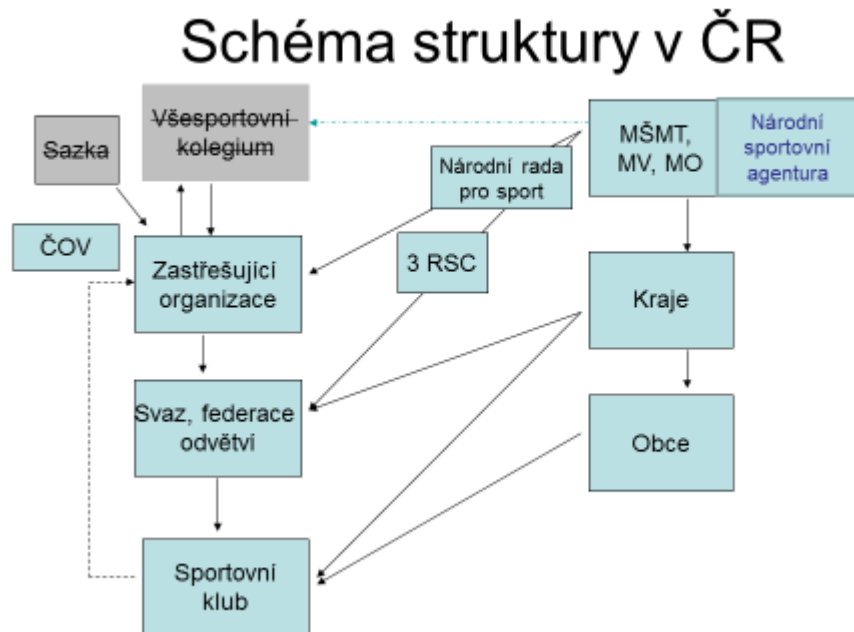 Schéma struktury v ČR
Sazka
Všesportovní
kolegium
Národní rada
pro sport
MŠMT,
MV, MO
Národní
sportovní
agentura
ČOV
Zastřešující
organizace
3 RSC
Kraje
Svaz, federace
odvětví
Obce
Sportovní
klub